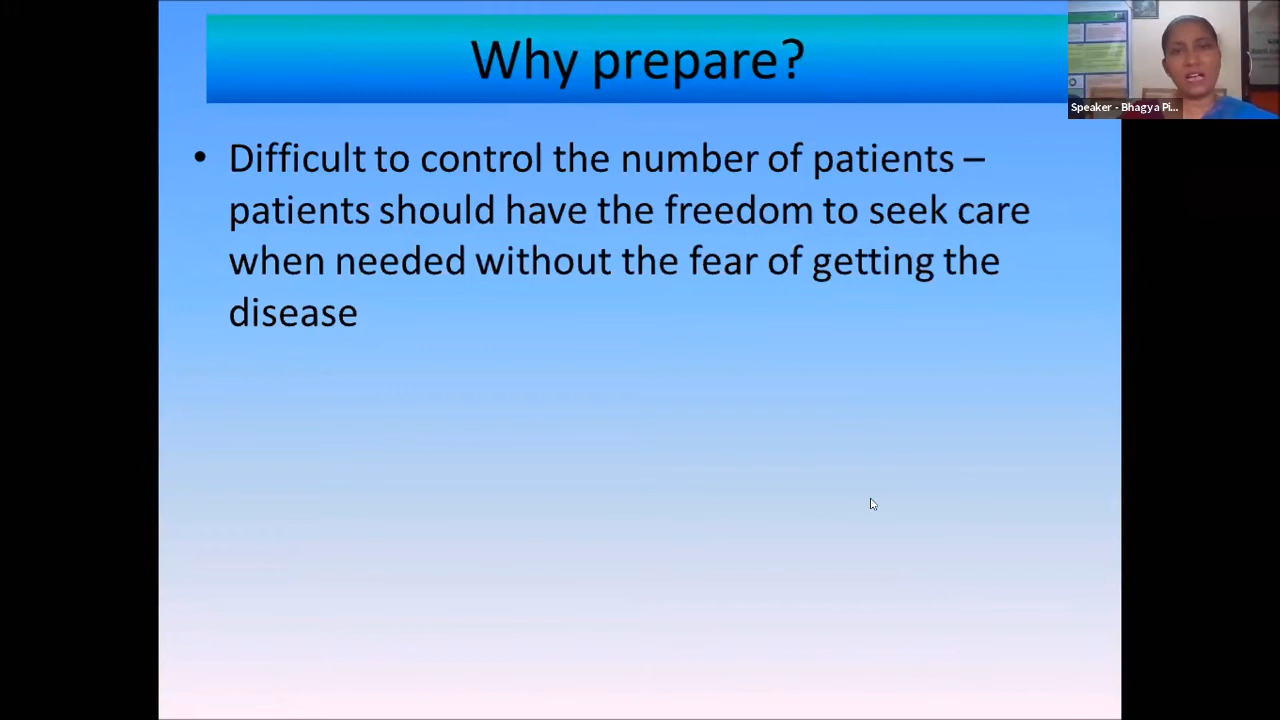 Why prepare?
Speaker - Bhagya Pi...
• Difficult to control the number of patients –
patients should have the freedom to seek care
when needed without the fear of getting the
disease